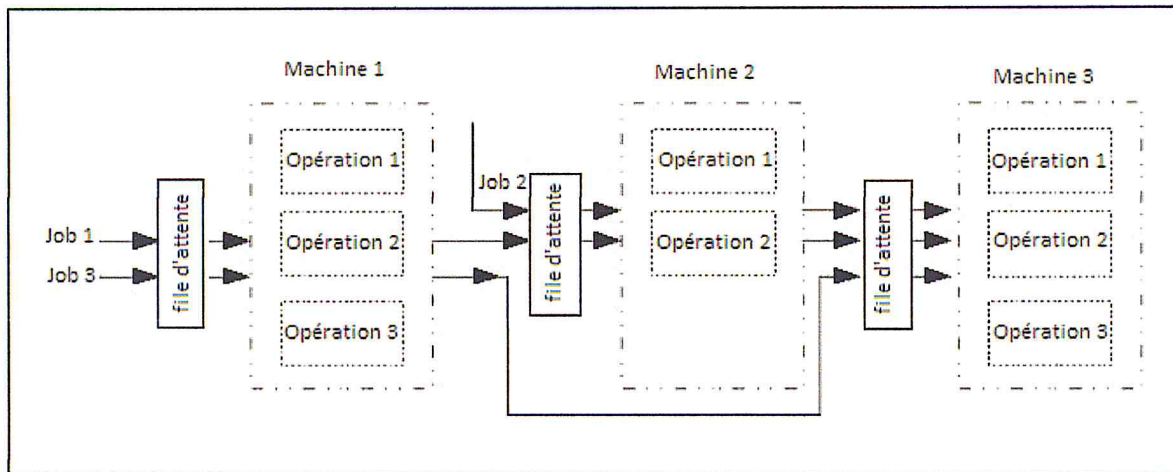 Machine 1
Machine 2
Machine 3
Job 1
Job 3
file d'attente
Opération 1
Opération 2
Opération 3
Job 2
file d'attente
Opération 1
Opération 2
file d'attente
Opération 1
Opération 2
Opération 3